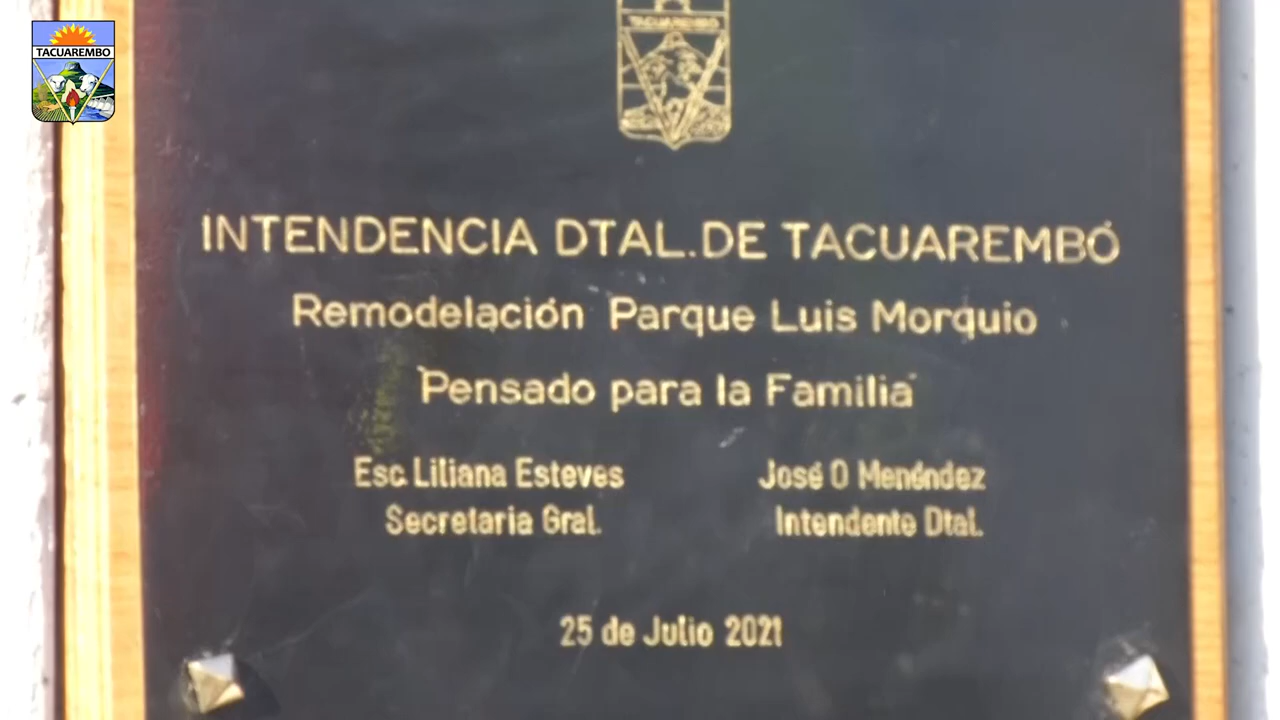 TACUAREMBO
TACUAREMBO
INTENDENCIA DTAL.DE TACUAREMBÓ
Remodelación Parque Luis Morquio
"Pensado para la Familia"
Esc. Liliana Esteves
José O Menéndez
Secretaria Gral.
Intendente Dtal.
25 de Julio 2021